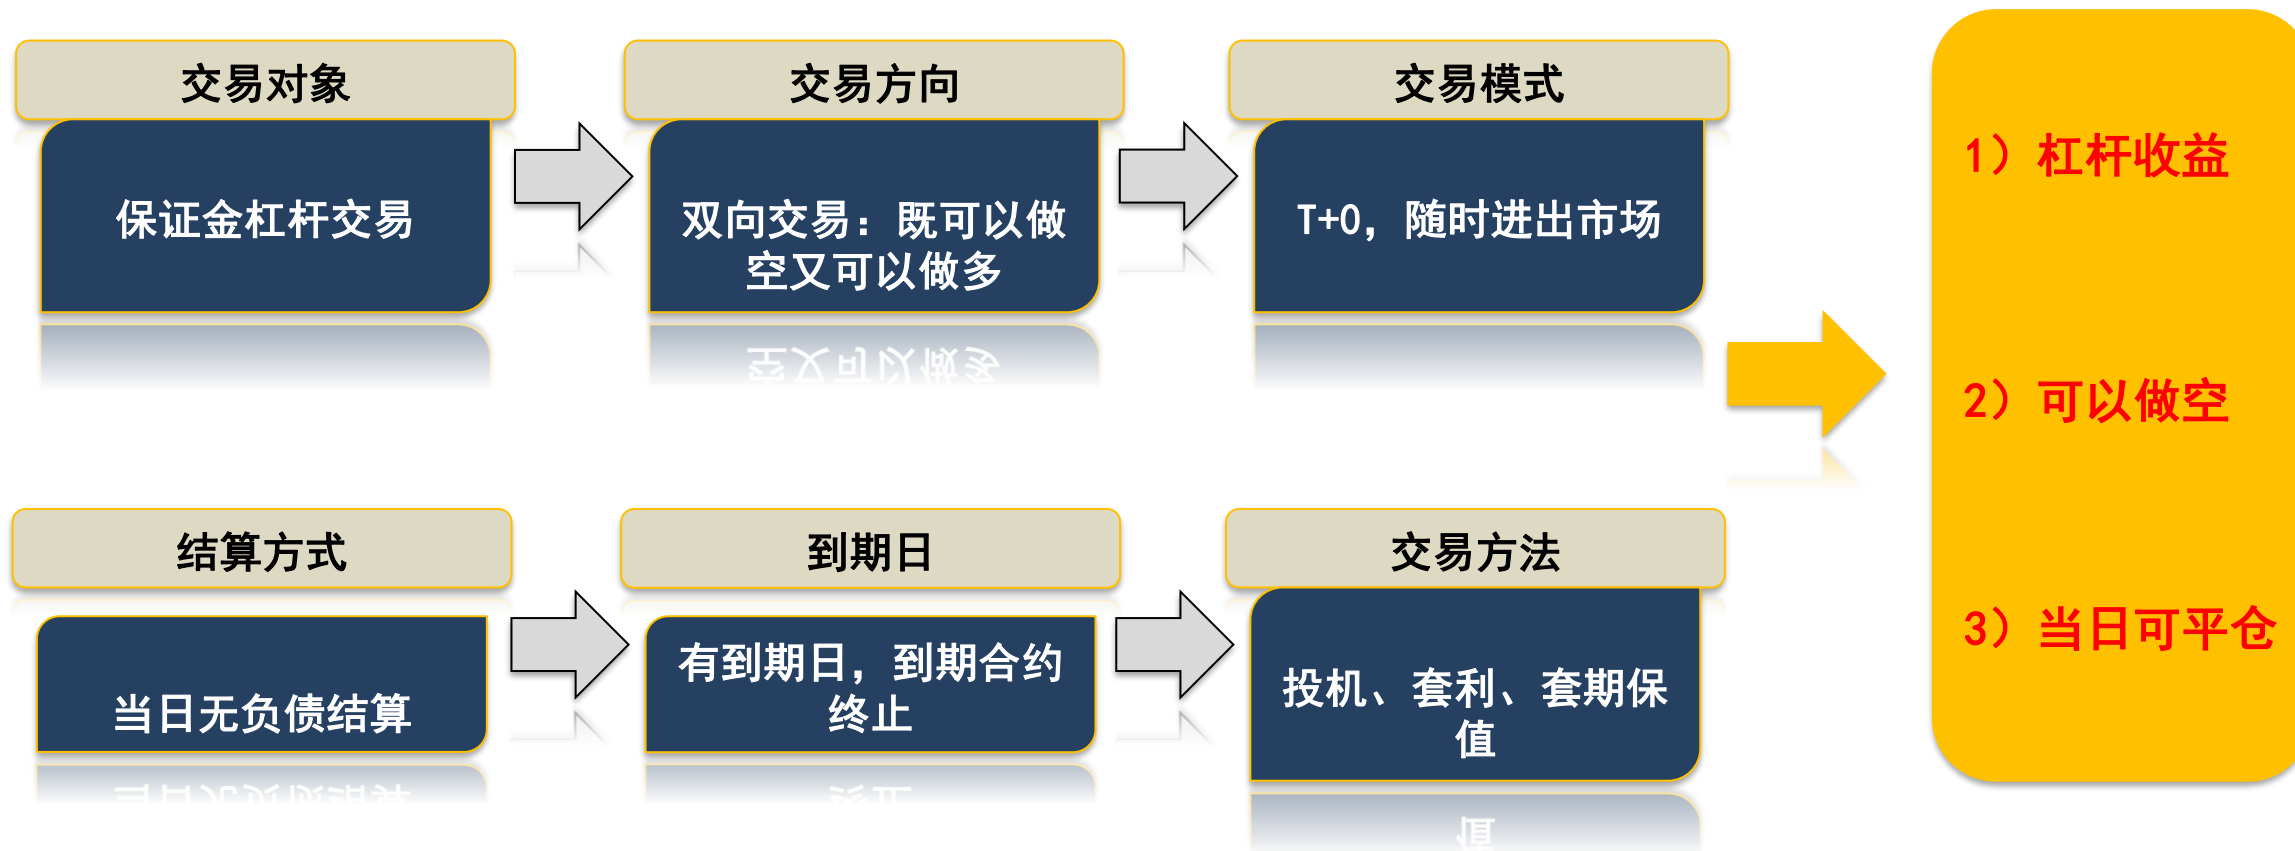 交易对象
保证金杠杆交易
交易方向
双向交易：既可以做
空又可以做多
交易模式
T+0，随时进出市场
结算方式
当日无负债结算
到期日
有到期日，到期合约
终止
交易方法
投机、套利、套期保
值
1）杠杆收益
2）可以做空
3）当日可平仓